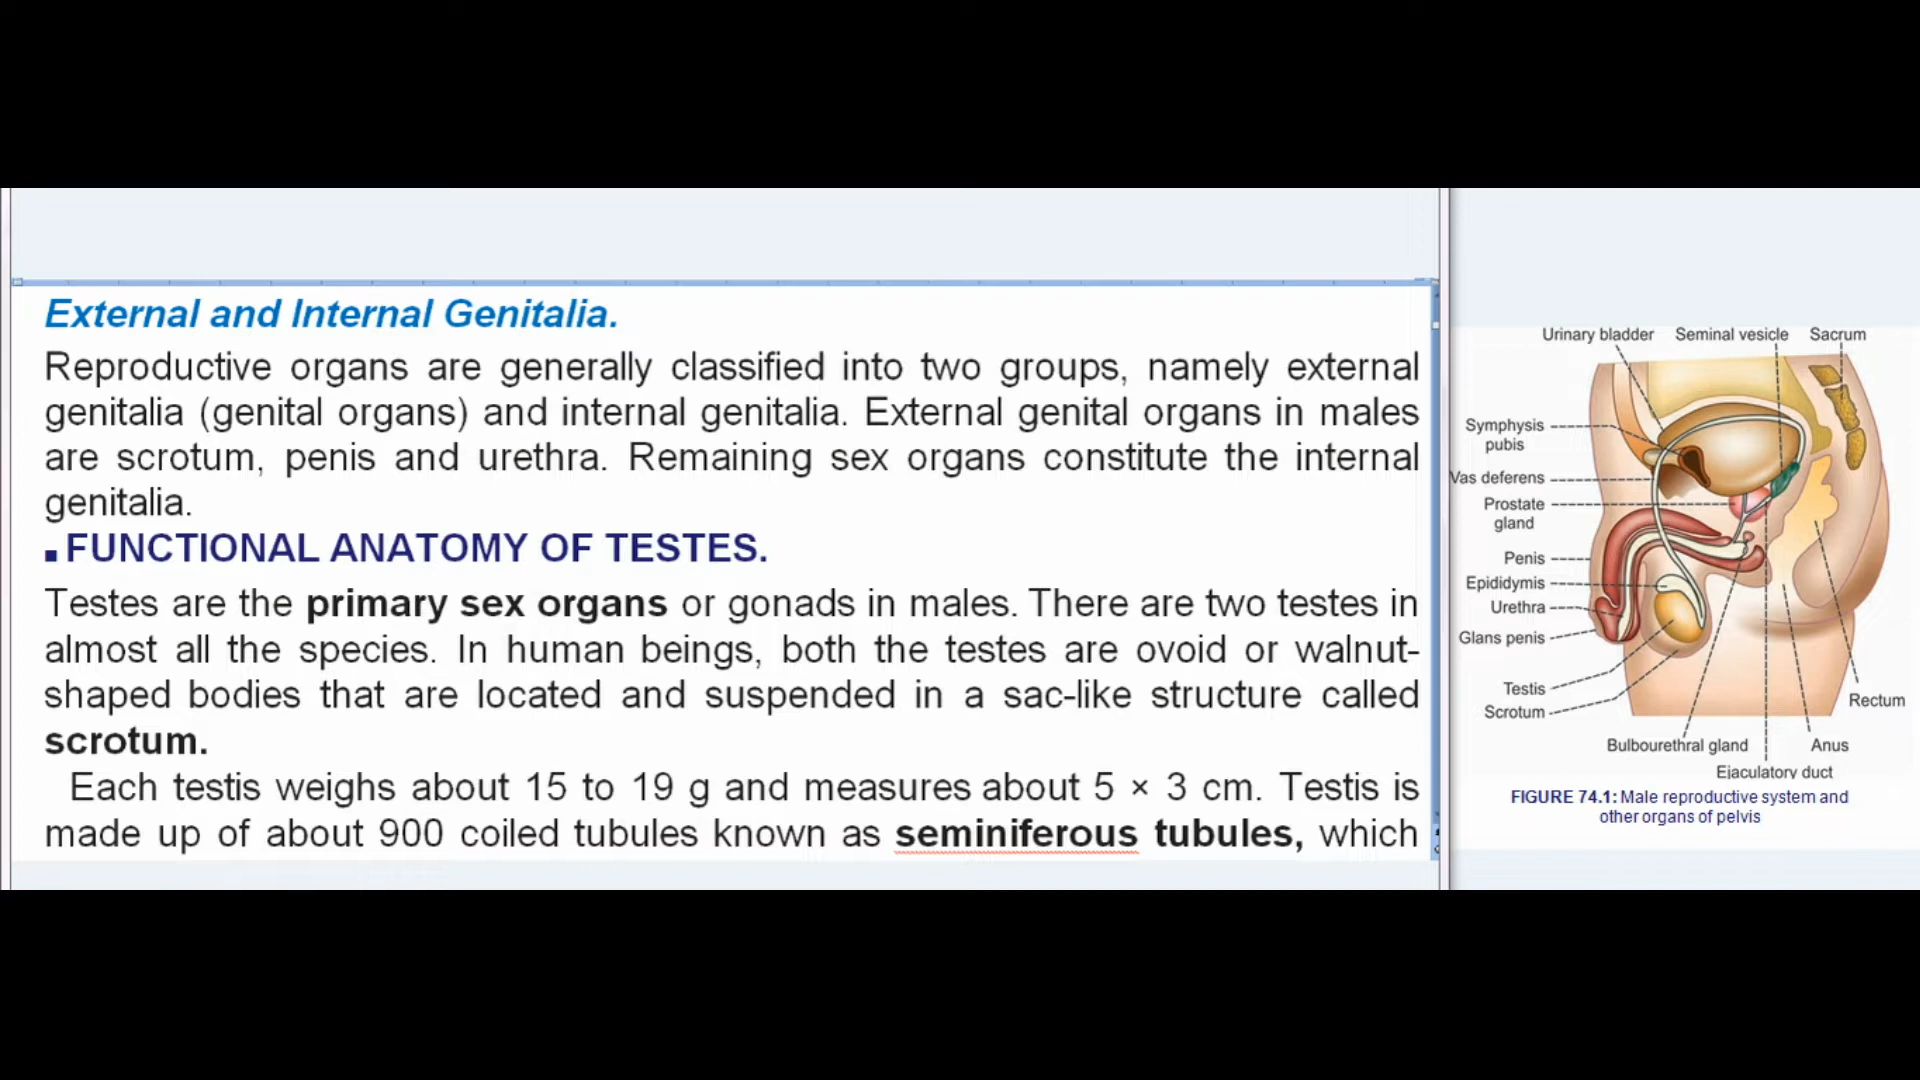 External and Internal Genitalia.
Reproductive organs are generally classified into two groups, namely external
genitalia (genital organs) and internal genitalia. External genital organs in males
are scrotum, penis and urethra. Remaining sex organs constitute the internal
genitalia.
▪ FUNCTIONAL ANATOMY OF TESTES.
Testes are the primary sex organs or gonads in males. There are two testes in
almost all the species. In human beings, both the testes are ovoid or walnut-
shaped bodies that are located and suspended in a sac-like structure called
scrotum.
Each testis weighs about 15 to 19 g and measures about 5 × 3 cm. Testis is
made up of about 900 coiled tubules known as seminiferous tubules, which
Urinary bladder
Seminal vesicle
Sacrum
Symphysis
pubis
Vas deferens
Prostate
gland
Penis
Epididymis
Urethra
Glans penis
Testis
Scrotum
Rectum
Bulbourethral gland
Anus
Ejaculatory duct
FIGURE 74.1: Male reproductive system and
other organs of pelvis